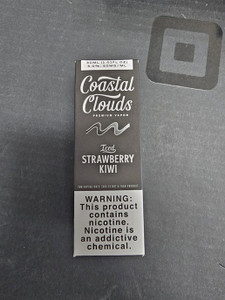 Coastal
Clouds
PREMIUM VAPOR
Iced
STRAWBERRY
KIWI
WARNING:
This product
contains
nicotine.
Nicotine is
an addictive
chemical.